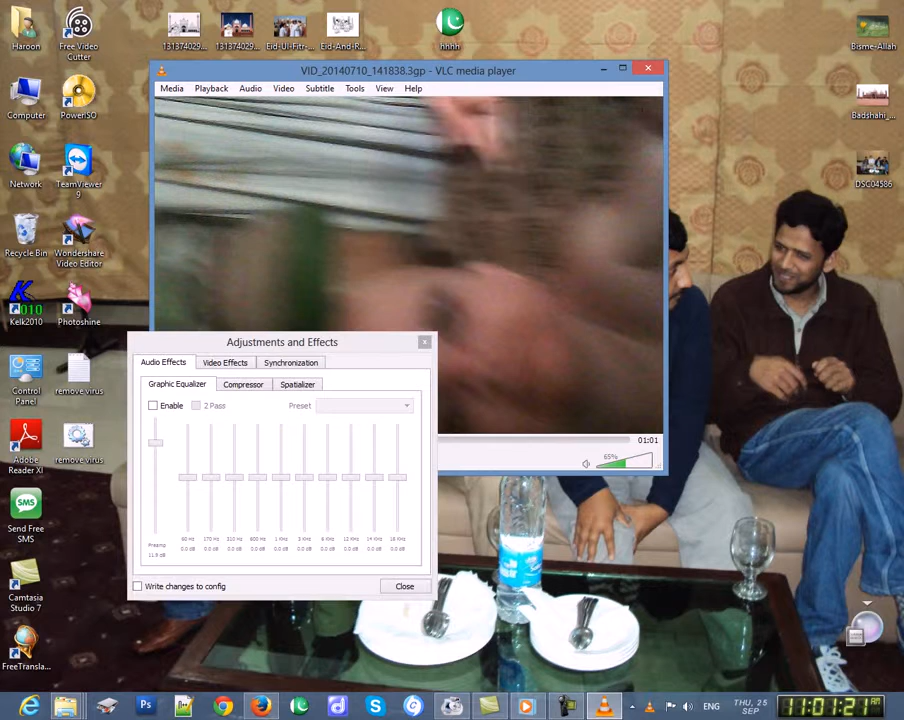 Haroon
Free Video
Cutter
131374029...
131374029...
Eid-Ul-Fitr-...
Eid-And-R...
hhhh
Bisme-Allah
VID_20140710_141838.3gp - VLC media player
Media Playback Audio Video Subtitle Tools View Help
Computer
PowerISO
Badshahi_...
Network
TeamViewer
9
DSC04586
Recycle Bin
Wondershare
Video Editor
Kelk2010
Photoshine
Adjustments and Effects
Audio Effects Video Effects Synchronization
Graphic Equalizer Compressor Spatializer
Enable 2 Pass Preset
Control
Panel
remove virus
01:01
65%
Adobe
Reader XI
remove virus
SMS
Send Free
SMS
60 Hz 170 Hz 310 Hz 600 Hz 1 KHz 3 KHz 6 KHz 12 KHz 14 KHz 16 KHz
Preamp 0.0 dB 0.0 dB 0.0 dB 0.0 dB 0.0 dB 0.0 dB 0.0 dB 0.0 dB 0.0 dB 0.0 dB
11.9 dB
Write changes to config Close
Camtasia
Studio 7
FreeTransla...
Ps
ENG
THU, 25
SEP
11:01:21